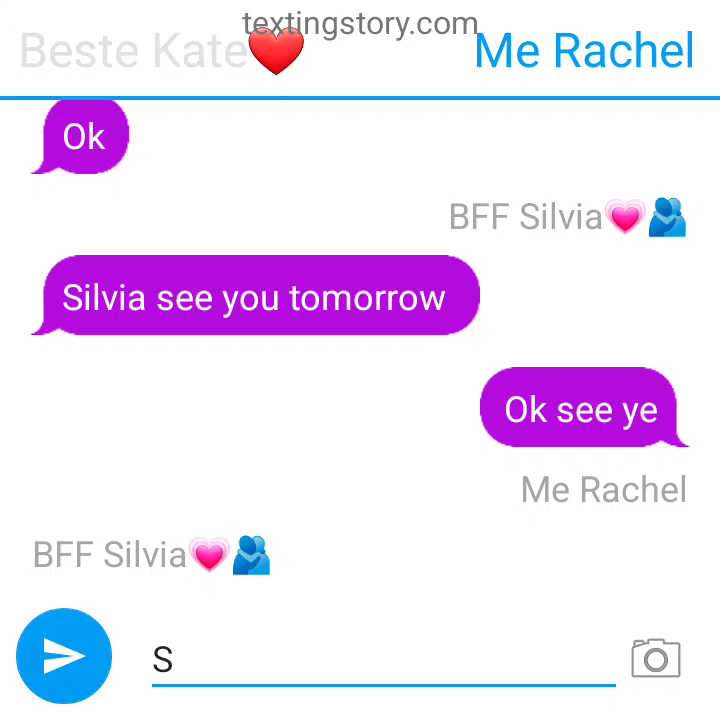 textingstory.com
Beste Kate❤️ Me Rachel
Ok
BFF Silvia💗🫂
Silvia see you tomorrow
Ok see ye
Me Rachel
BFF Silvia💗🫂
S